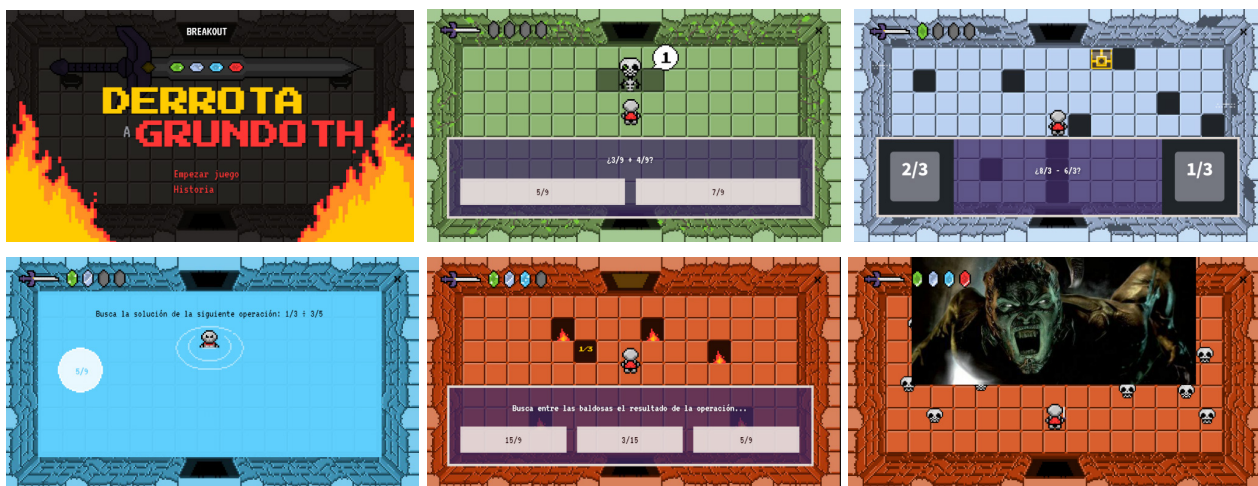 BREAKOUT
DERROTA
A GRUNDOTH
Empezar juego
Historia
1
¿3/9 + 4/9?
5/9
7/9
2/3
¿8/3 - 6/3?
1/3
Busca la solución de la siguiente operación: 1/3 ÷ 3/5
5/9
1/3
Busca entre las baldosas el resultado de la operación...
15/9
3/15
5/9